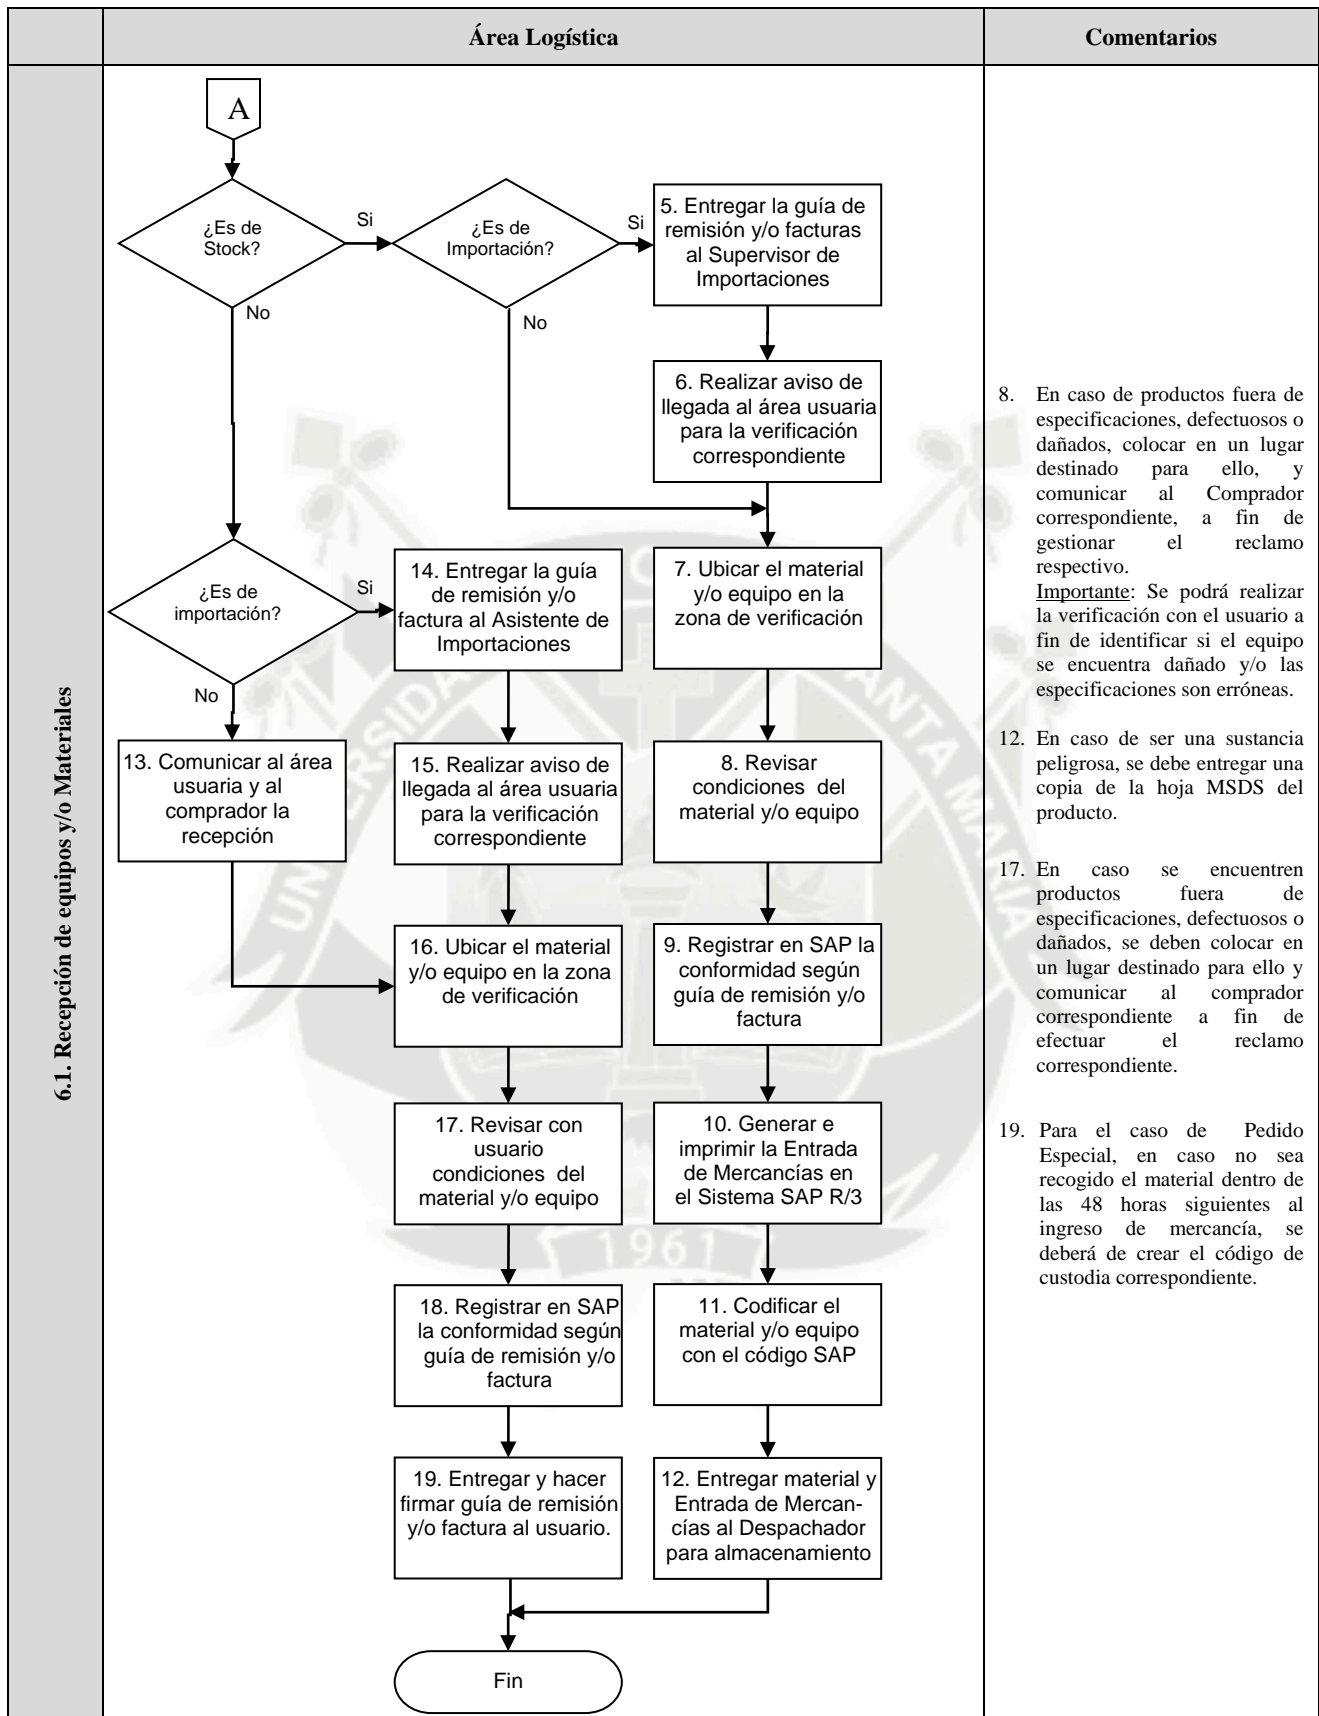 Área Logística
Comentarios
6.1. Recepción de equipos y/o Materiales
A
¿Es de
Stock?
Si
No
¿Es de
Importación?
Si
No
5. Entregar la guía de
remisión y/o facturas
al Supervisor de
Importaciones
6. Realizar aviso de
llegada al área usuaria
para la verificación
correspondiente
7. Ubicar el material
y/o equipo en la
zona de verificación
8. Revisar
condiciones del
material y/o equipo
9. Registrar en SAP la
conformidad según
guía de remisión y/o
factura
10. Generar e
imprimir la Entrada
de Mercancías en
el Sistema SAP R/3
11. Codificar el
material y/o equipo
con el código SAP
12. Entregar material y
Entrada de Mercan-
cías al Despachador
para almacenamiento
¿Es de
importación?
Si
No
13. Comunicar al área
usuaria y al
comprador la
recepción
14. Entregar la guía
de remisión y/o
factura al Asistente de
Importaciones
15. Realizar aviso de
llegada al área usuaria
para la verificación
correspondiente
16. Ubicar el material
y/o equipo en la zona
de verificación
17. Revisar con
usuario
condiciones del
material y/o equipo
18. Registrar en SAP
la conformidad según
guía de remisión y/o
factura
19. Entregar y hacer
firmar guía de remisión
y/o factura al usuario.
Fin
8. En caso de productos fuera de
especificaciones, defectuosos o
dañados, colocar en un lugar
destinado para ello, y
comunicar al Comprador
correspondiente, a fin de
gestionar el reclamo
respectivo.
Importante: Se podrá realizar
la verificación con el usuario a
fin de identificar si el equipo
se encuentra dañado y/o las
especificaciones son erróneas.
12. En caso de ser una sustancia
peligrosa, se debe entregar una
copia de la hoja MSDS del
producto.
17. En caso se encuentren
productos fuera de
especificaciones, defectuosos o
dañados, se deben colocar en
un lugar destinado para ello y
comunicar al comprador
correspondiente a fin de
efectuar el reclamo
correspondiente.
19. Para el caso de Pedido
Especial, en caso no sea
recogido el material dentro de
las 48 horas siguientes al
ingreso de mercancía, se
deberá de crear el código de
custodia correspondiente.
1961